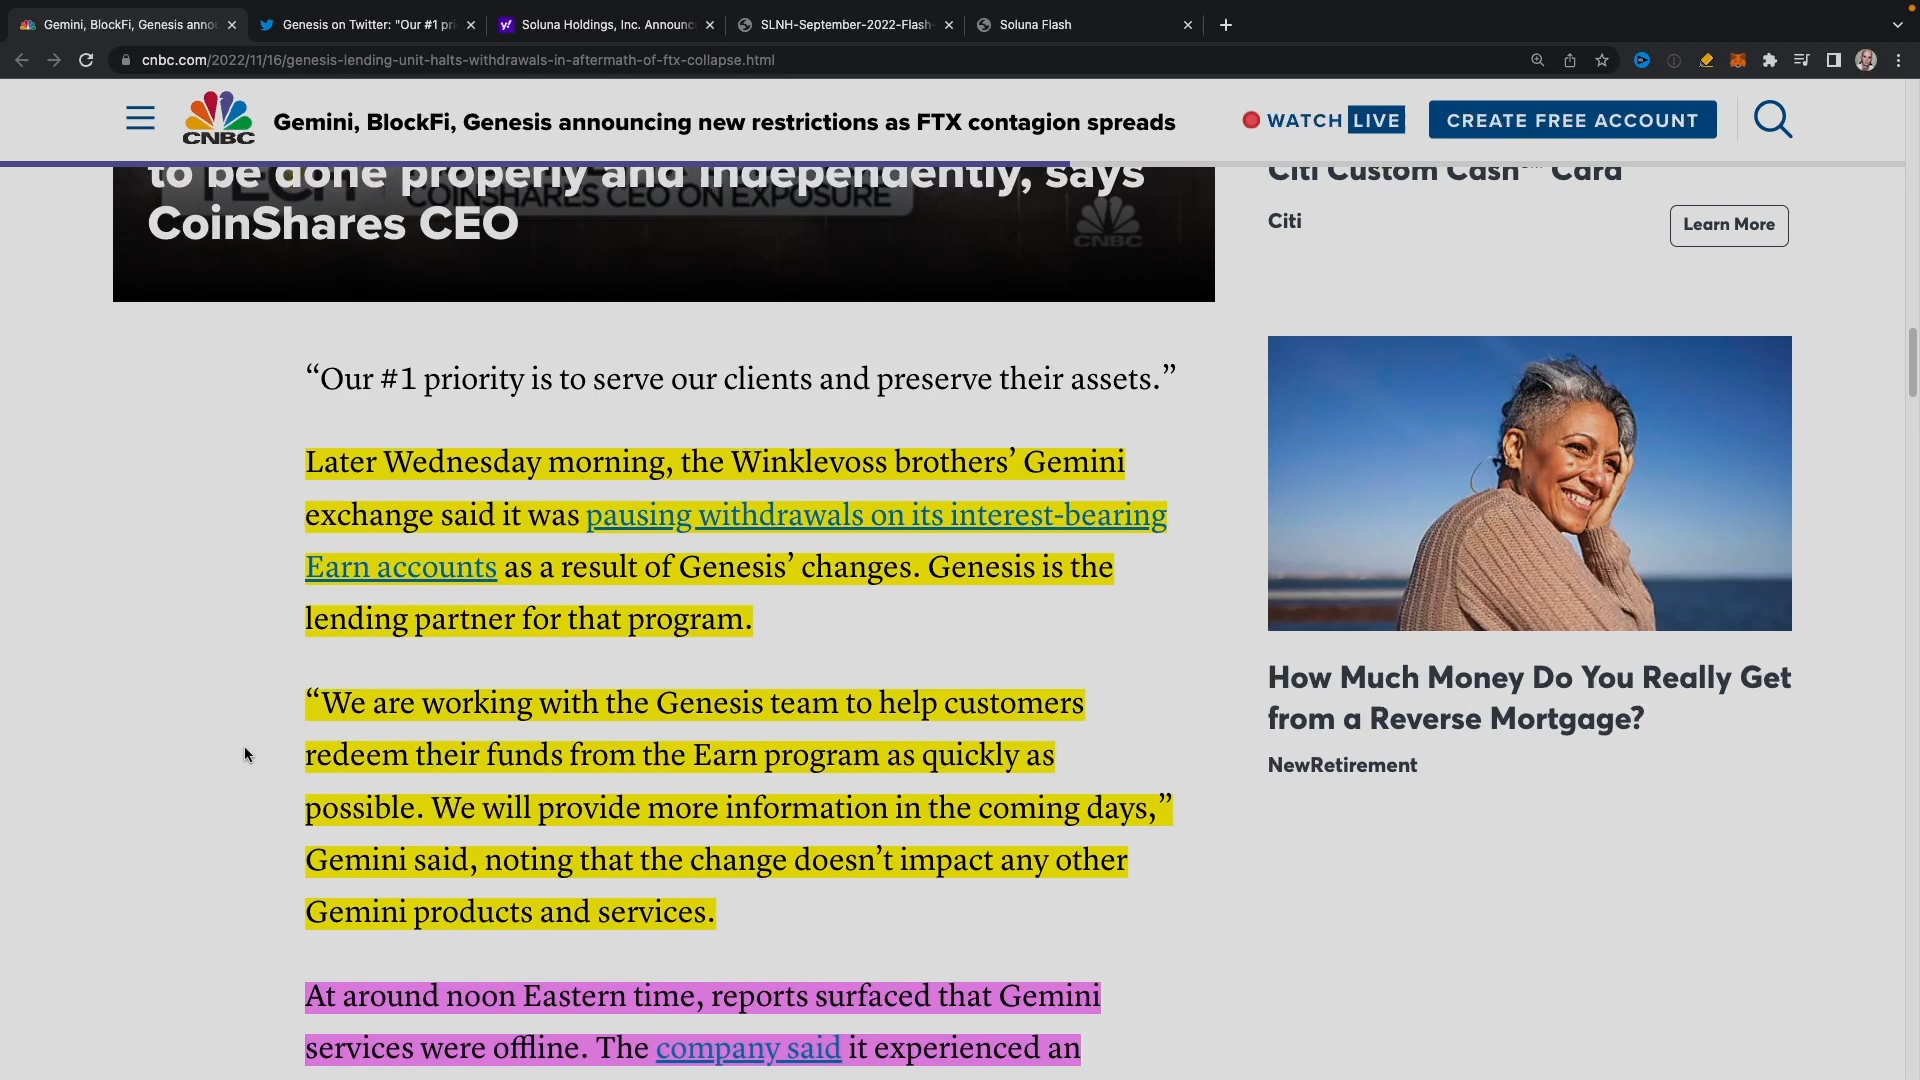 Gemini, BlockFi, Genesis annou
Genesis on Twitter: "Our #1 pri
Soluna Holdings, Inc. Announce
SLNH-September-2022-Flash-
Soluna Flash
cnbc.com/2022/11/16/genesis-lending-unit-halts-withdrawals-in-aftermath-of-ftx-collapse.html
CNBC
Gemini, BlockFi, Genesis announcing new restrictions as FTX contagion spreads
WATCH LIVE
CREATE FREE ACCOUNT
to be done properly and independently, says
CoinShares CEO
TECH
COINSHARES CEO ON EXPOSURE
CNBC
Citi Custom Cash Card
Citi
Learn More
“Our #1 priority is to serve our clients and preserve their assets.”
Later Wednesday morning, the Winklevoss brothers’ Gemini
exchange said it was pausing withdrawals on its interest-bearing
Earn accounts as a result of Genesis’ changes. Genesis is the
lending partner for that program.
“We are working with the Genesis team to help customers
redeem their funds from the Earn program as quickly as
possible. We will provide more information in the coming days,”
Gemini said, noting that the change doesn’t impact any other
Gemini products and services.
At around noon Eastern time, reports surfaced that Gemini
services were offline. The company said it experienced an
How Much Money Do You Really Get
from a Reverse Mortgage?
NewRetirement